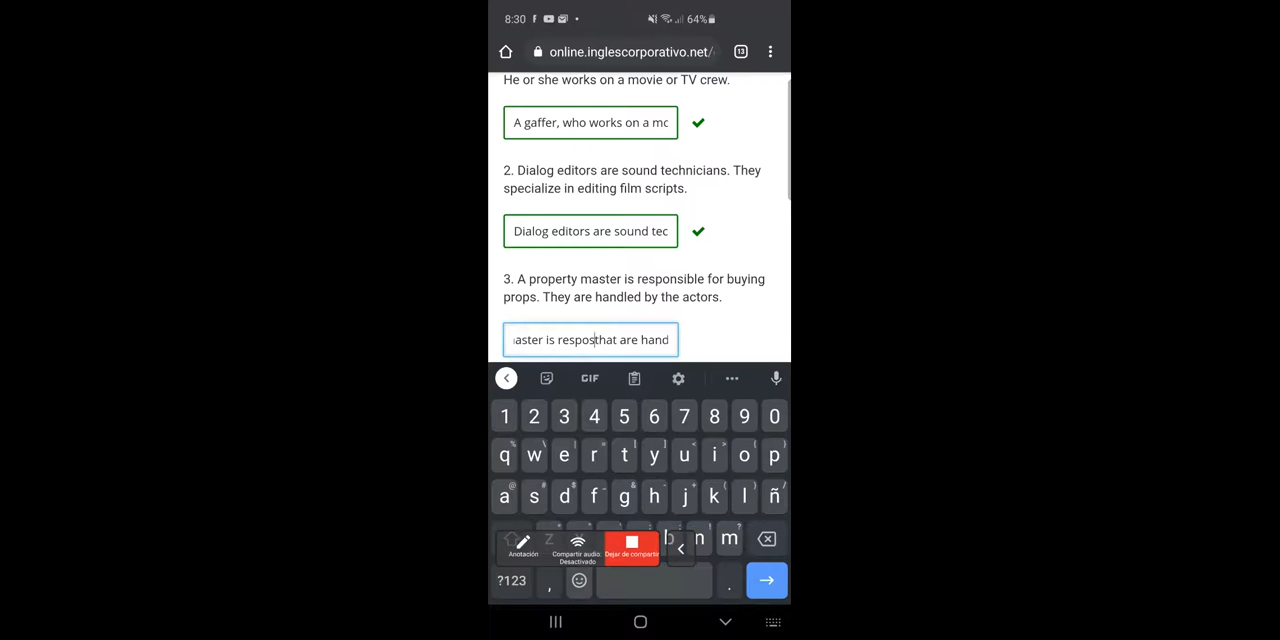 8:30 64%
online.inglescorporativo.net/ 13
He or she works on a movie or TV crew.
A gaffer, who works on a mo
2. Dialog editors are sound technicians. They
specialize in editing film scripts.
Dialog editors are sound tec
3. A property master is responsible for buying
props. They are handled by the actors.
aster is respos that are hand
GIF
1 2 3 4 5 6 7 8 9 0
q w e r t y u i o p
a s d f g h j k l ñ
z b n m
Anotación Compartir audio: Dejar de compartir
Desactivado
?123 , .